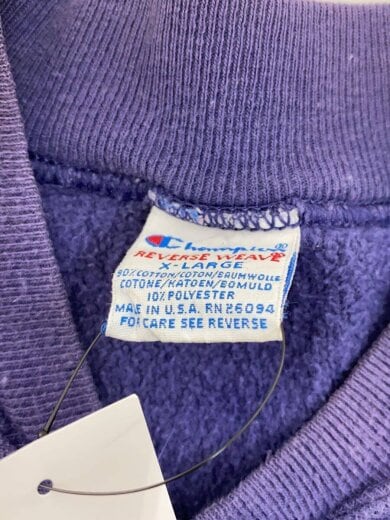 Champion®
REVERSE WEAVE
X-LARGE
90% COTTON/COTON/BAUMWOLLE
COTONE/KATOEN/BOMULD
10% POLYESTER
MADE IN U.S.A. RN 26094
FOR CARE SEE REVERSE